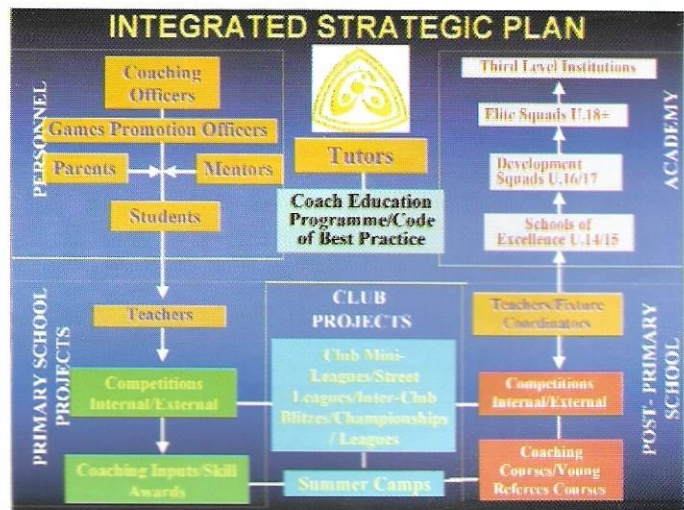 INTEGRATED STRATEGIC PLAN
PERSONNEL
Coaching
Officers
Games Promotion Officers
Parents
Mentors
Students
Tutors
Coach Education
Programme/Code
of Best Practice
ACADEMY
Third Level Institutions
Elite Squads U.18+
Development
Squads U.16/17
Schools of
Excellence U.14/15
PRIMARY SCHOOL
PROJECTS
Teachers
Competitions
Internal/External
Coaching Inputs/Skill
Awards
CLUB
PROJECTS
Club Mini-
Leagues/Street
Leagues/Inter-Club
Blitzes/Championships
/ Leagues
Summer Camps
POST- PRIMARY
SCHOOL
Teachers/Fixture
Coordinators
Competitions
Internal/External
Coaching
Courses/Young
Referees Courses